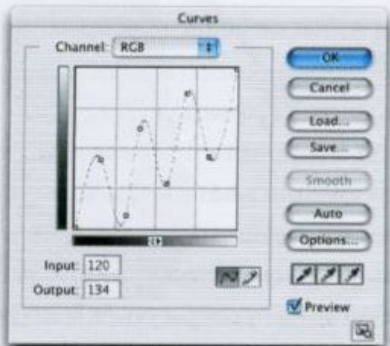 Curves
Channel: RGB
OK
Cancel
Load...
Save...
Smooth
Auto
Options...
Input: 120
Output: 134
Preview